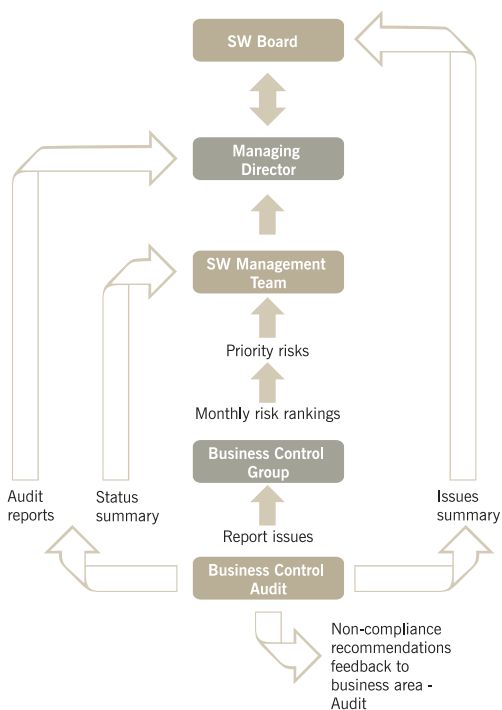 SW Board
Managing
Director
SW Management
Team
Priority risks
Monthly risk rankings
Business Control
Group
Audit
reports
Status
summary
Issues
summary
Report issues
Business Control
Audit
Non-compliance
recommendations
feedback to
business area -
Audit